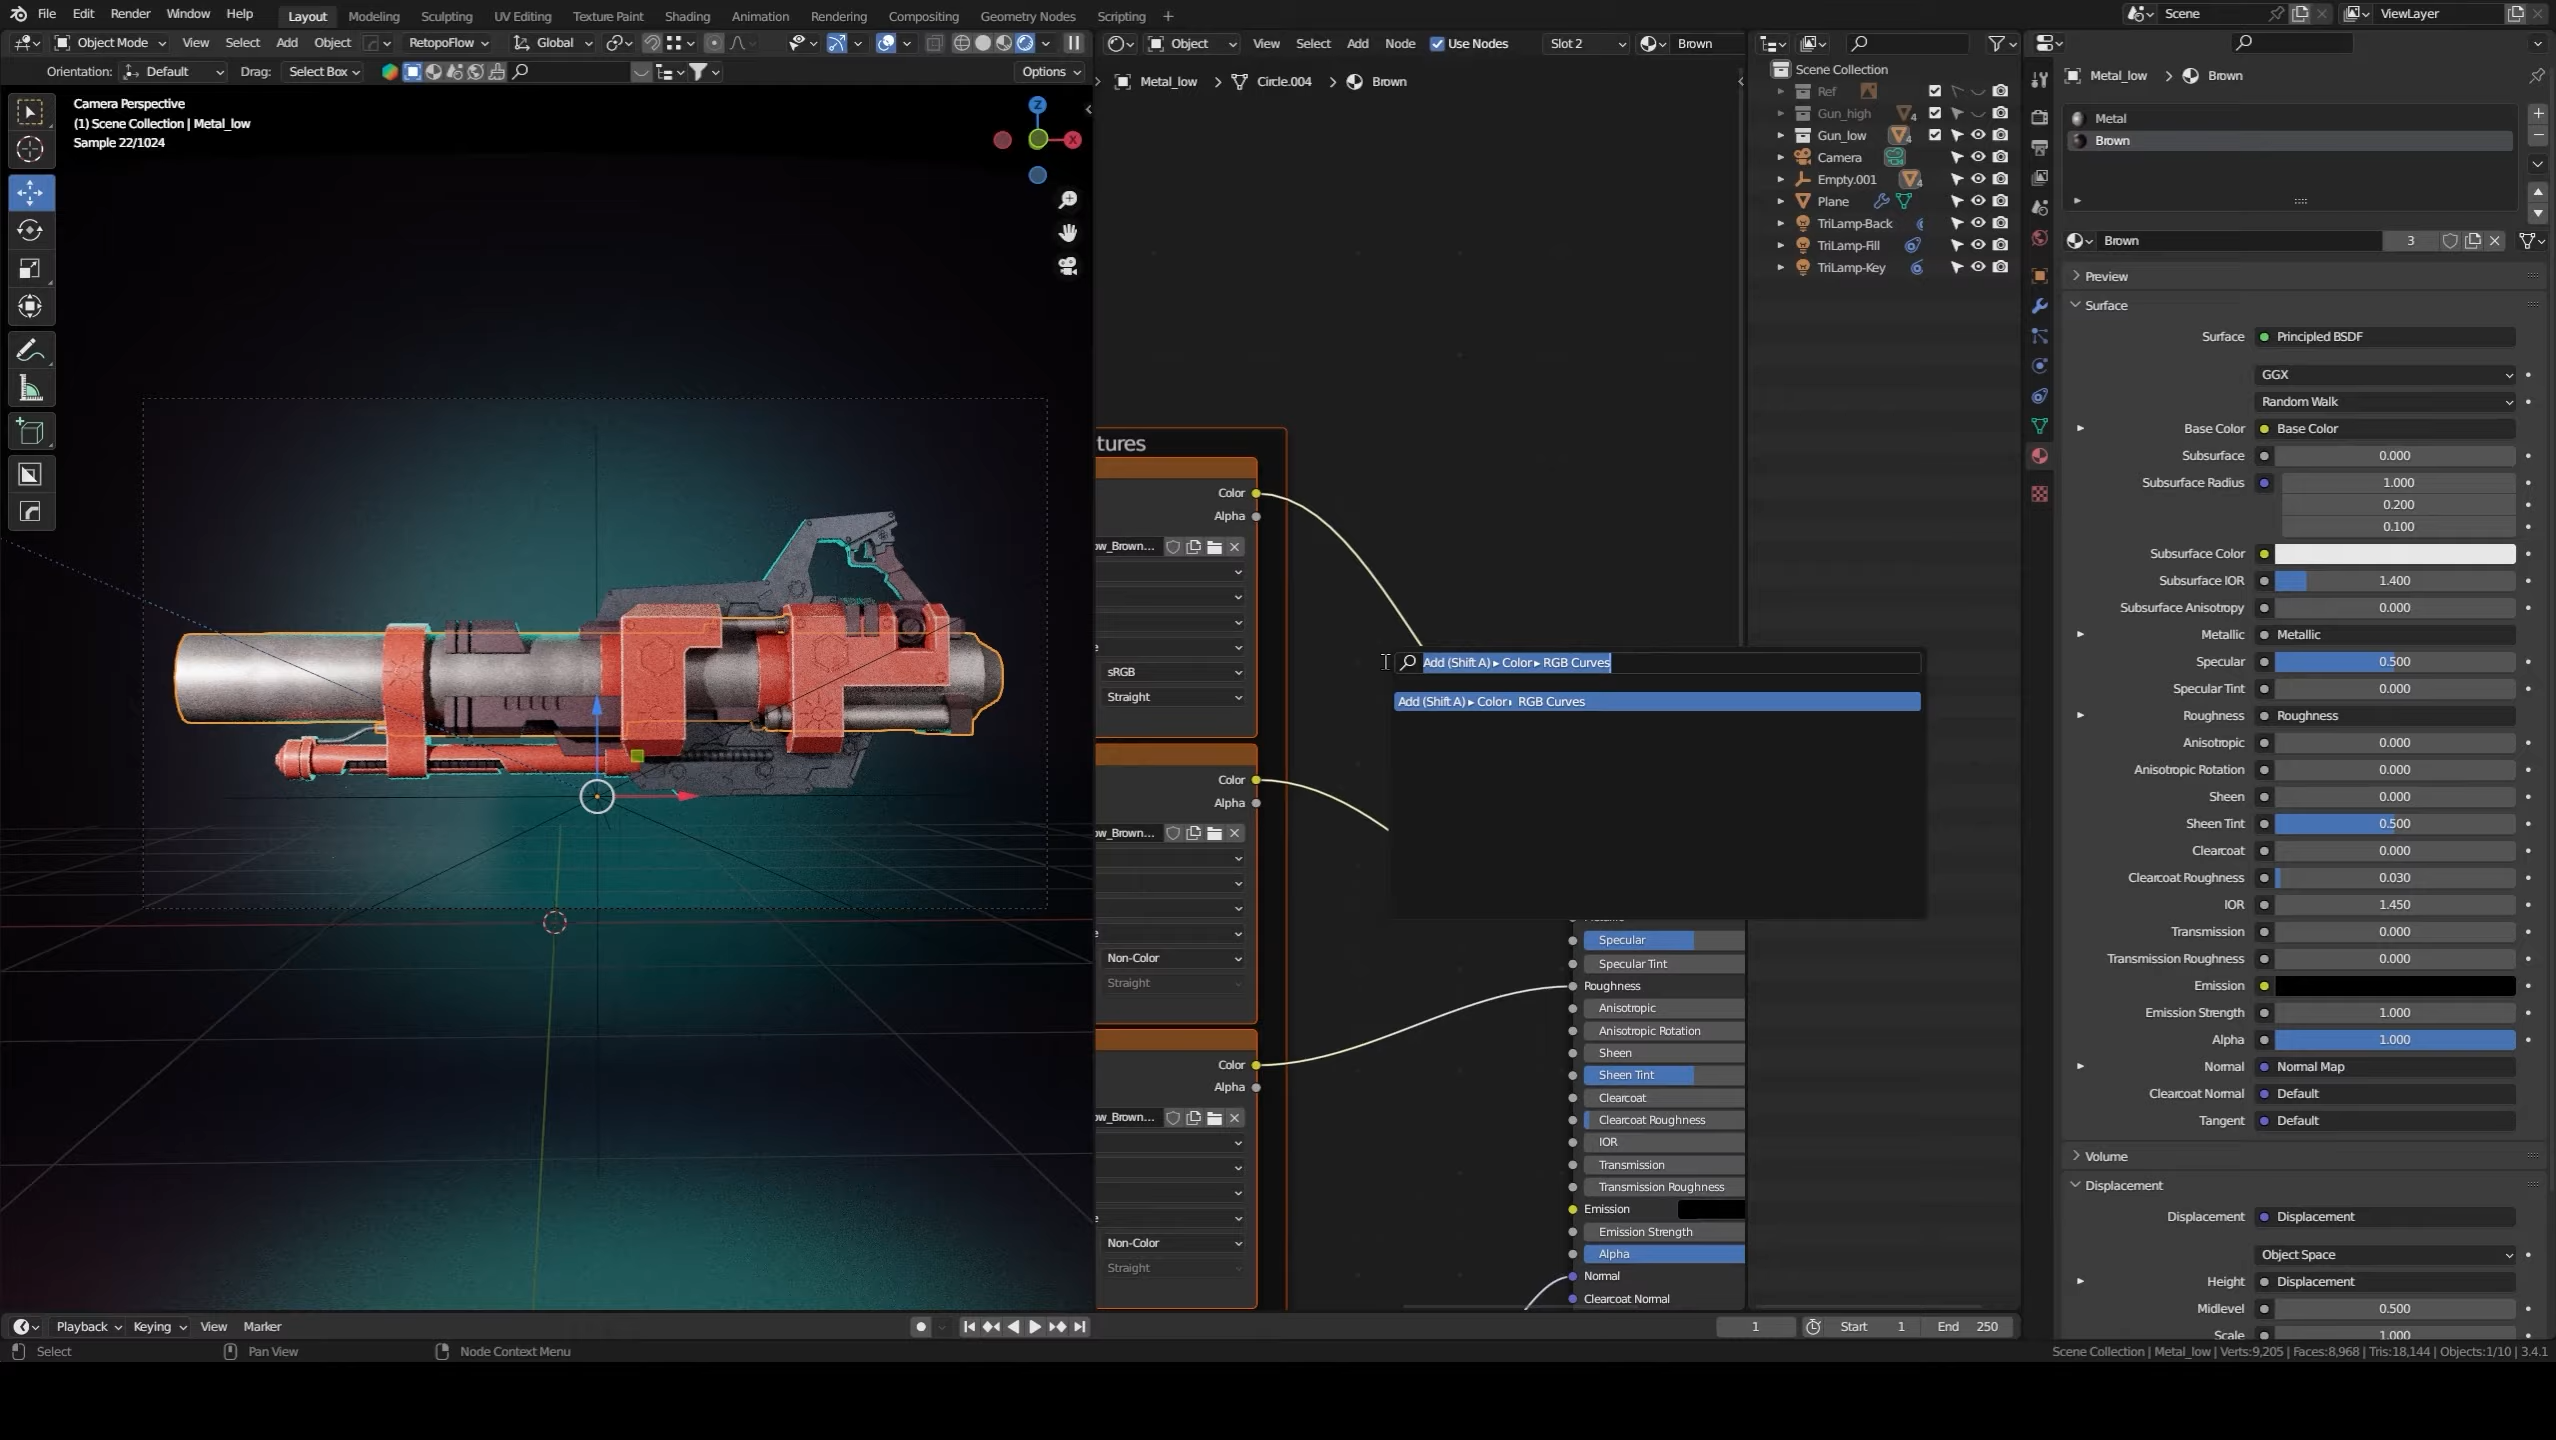 File Edit Render Window Help Layout Modeling Sculpting UV Editing Texture Paint Shading Animation Rendering Compositing Geometry Nodes Scripting + Scene ViewLayer
Object Mode View Select Add Object RetopoFlow Global
Object View Select Add Node Use Nodes Slot 2 Brown
Orientation: Default Drag: Select Box Options
Metal_low > Circle.004 > Brown
Camera Perspective
(1) Scene Collection | Metal_low
Sample 22/1024
Z
X
tures
Color
Alpha
ow_Brown...
sRGB
Straight
Color
Alpha
ow_Brown...
Non-Color
Straight
Color
Alpha
ow_Brown...
Non-Color
Straight
Add (Shift A) ▸ Color ▸ RGB Curves
Add (Shift A) ▸ Color ▸ RGB Curves
Specular
Specular Tint
Roughness
Anisotropic
Anisotropic Rotation
Sheen
Sheen Tint
Clearcoat
Clearcoat Roughness
IOR
Transmission
Transmission Roughness
Emission
Emission Strength
Alpha
Normal
Clearcoat Normal
Scene Collection
Ref
Gun_high 4
Gun_low 4
Camera
Empty.001 4
Plane
TriLamp-Back
TriLamp-Fill
TriLamp-Key
Metal_low > Brown
Metal
Brown
Brown 3
Preview
Surface
Surface Principled BSDF
GGX
Random Walk
Base Color Base Color
Subsurface 0.000
Subsurface Radius 1.000
0.200
0.100
Subsurface Color
Subsurface IOR 1.400
Subsurface Anisotropy 0.000
Metallic Metallic
Specular 0.500
Specular Tint 0.000
Roughness Roughness
Anisotropic 0.000
Anisotropic Rotation 0.000
Sheen 0.000
Sheen Tint 0.500
Clearcoat 0.000
Clearcoat Roughness 0.030
IOR 1.450
Transmission 0.000
Transmission Roughness 0.000
Emission
Emission Strength 1.000
Alpha 1.000
Normal Normal Map
Clearcoat Normal Default
Tangent Default
Volume
Displacement
Displacement Displacement
Object Space
Height Displacement
Midlevel 0.500
Scale 1.000
Playback Keying View Marker 1 Start 1 End 250
Select Pan View Node Context Menu Scene Collection | Metal_low | Verts:9,205 | Faces:8,968 | Tris:18,144 | Objects:1/10 | 3.4.1